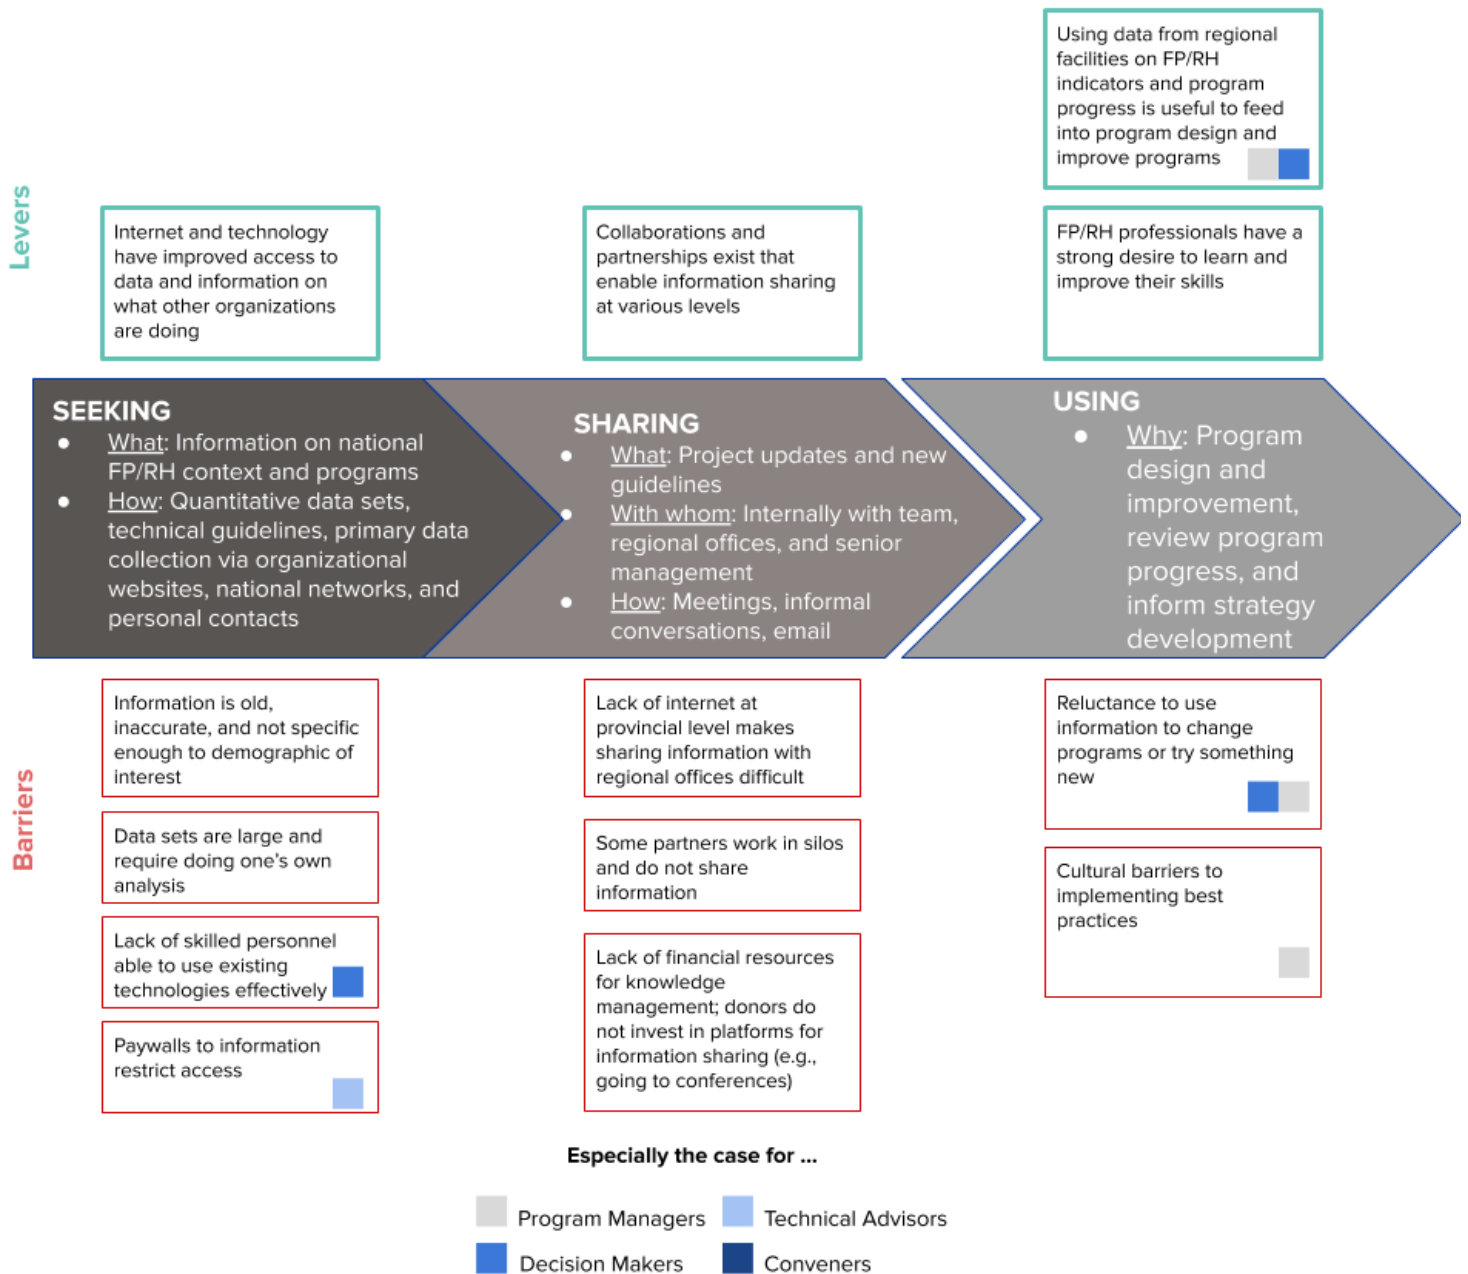 Levers
Using data from regional
facilities on FP/RH
indicators and program
progress is useful to feed
into program design and
improve programs
Internet and technology
have improved access to
data and information on
what other organizations
are doing
Collaborations and
partnerships exist that
enable information sharing
at various levels
FP/RH professionals have a
strong desire to learn and
improve their skills
SEEKING
● What: Information on national
FP/RH context and programs
● How: Quantitative data sets,
technical guidelines, primary data
collection via organizational
websites, national networks, and
personal contacts
SHARING
● What: Project updates and new
guidelines
● With whom: Internally with team,
regional offices, and senior
management
● How: Meetings, informal
conversations, email
USING
● Why: Program
design and
improvement,
review program
progress, and
inform strategy
development
Barriers
Information is old,
inaccurate, and not specific
enough to demographic of
interest
Data sets are large and
require doing one's own
analysis
Lack of skilled personnel
able to use existing
technologies effectively
Paywalls to information
restrict access
Lack of internet at
provincial level makes
sharing information with
regional offices difficult
Some partners work in silos
and do not share
information
Lack of financial resources
for knowledge
management; donors do
not invest in platforms for
information sharing (e.g.,
going to conferences)
Reluctance to use
information to change
programs or try something
new
Cultural barriers to
implementing best
practices
Especially the case for ...
Program Managers
Technical Advisors
Decision Makers
Conveners